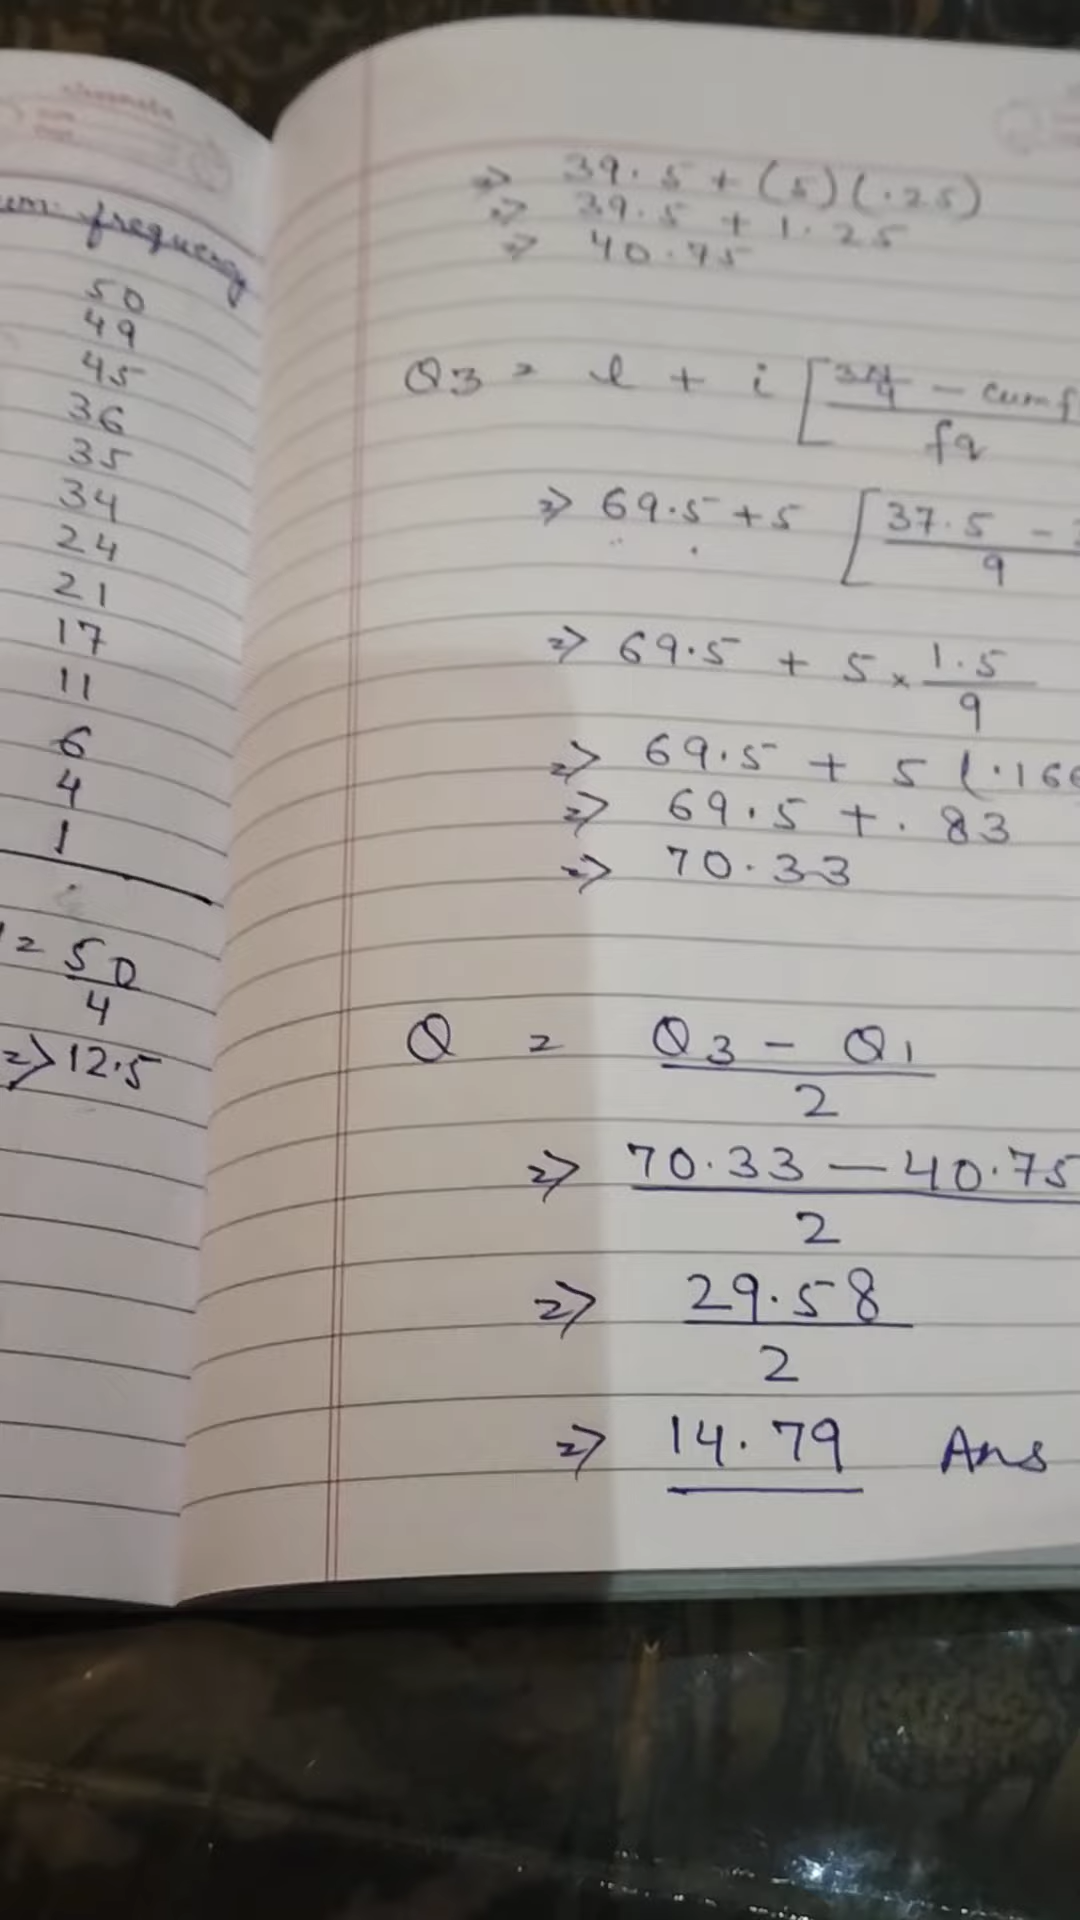 frequency
50
49
45
36
35
34
24
21
17
11
6
4
1
= 50
4
=> 12.5
=> 39.5 + (5) (.25)
=> 39.5 + 1.25
=> 40.75
Q3 = l + i [ 3N/4 - cum f
fq
=> 69.5 + 5 [ 37.5 -
9
=> 69.5 + 5 × 1.5
9
=> 69.5 + 5 (.166
=> 69.5 + .83
=> 70.33
Q = Q3 - Q1
2
=> 70.33 - 40.75
2
=> 29.58
2
=> 14.79 Ans